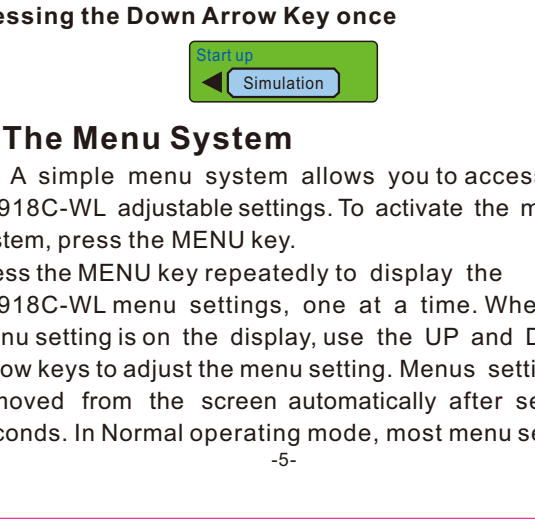 essing the Down Arrow Key once
Start up
Simulation
The Menu System
A simple menu system allows you to access
918C-WL adjustable settings. To activate the m
stem, press the MENU key.
ess the MENU key repeatedly to display the
918C-WL menu settings, one at a time. Whe
nu setting is on the display, use the UP and D
ow keys to adjust the menu setting. Menus setti
moved from the screen automatically after se
conds. In Normal operating mode, most menu se
-5-